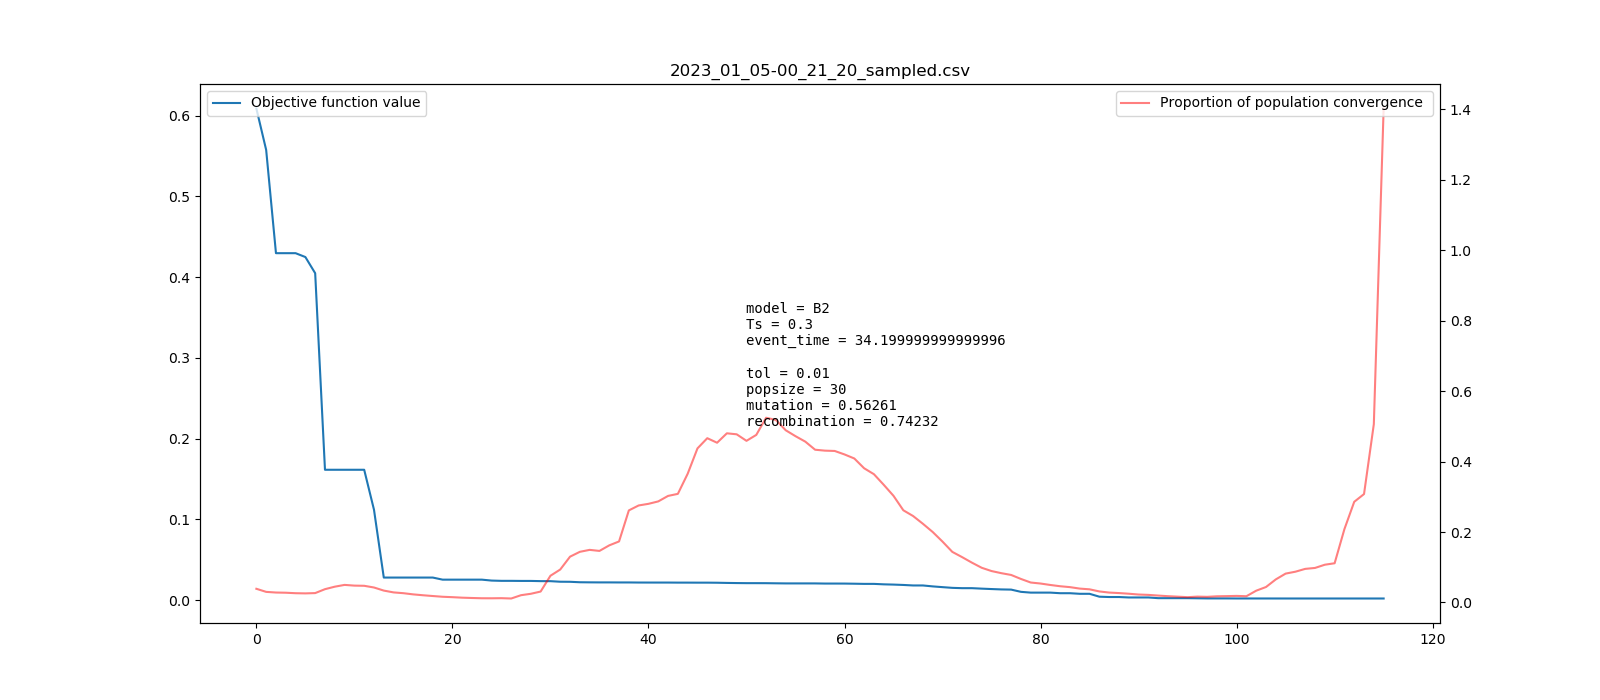 2023_01_05-00_21_20_sampled.csv
Objective function value
Proportion of population convergence
0.6
0.5
0.4
0.3
0.2
0.1
0.0
1.4
1.2
1.0
0.8
0.6
0.4
0.2
0.0
model = B2
Ts = 0.3
event_time = 34.199999999999996
tol = 0.01
popsize = 30
mutation = 0.56261
recombination = 0.74232
0 20 40 60 80 100 120